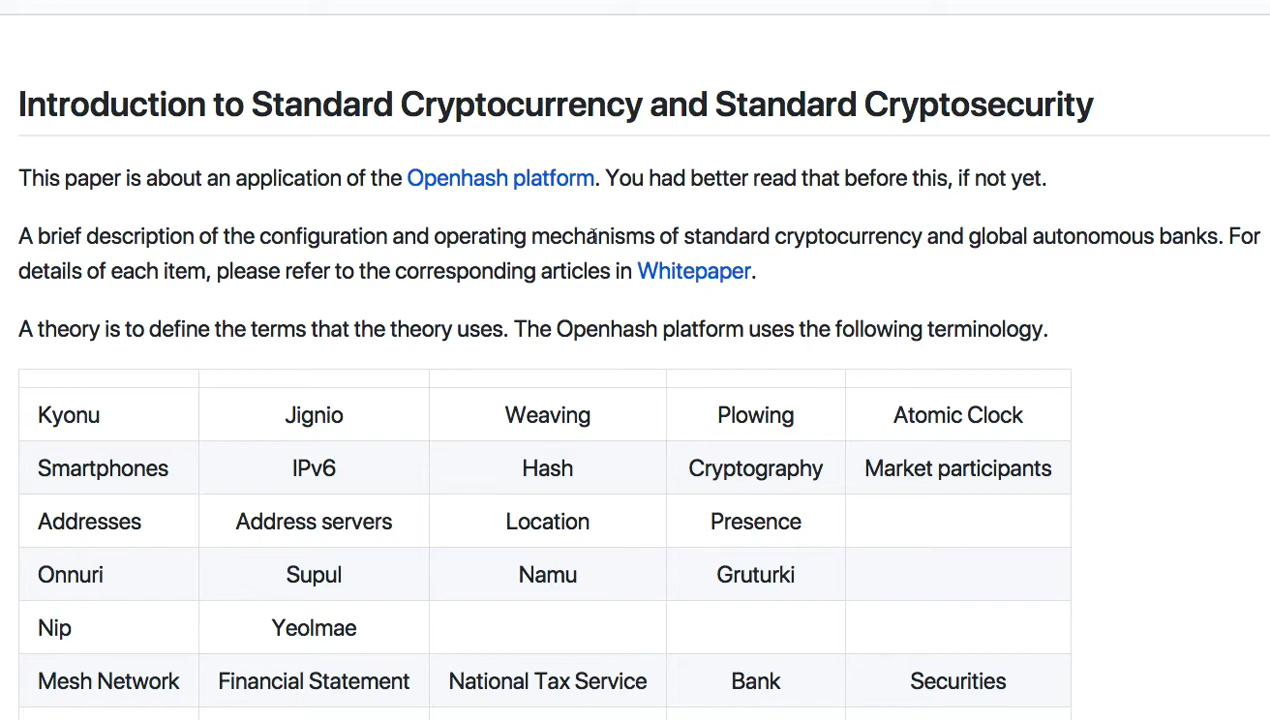 Introduction to Standard Cryptocurrency and Standard Cryptosecurity
This paper is about an application of the Openhash platform. You had better read that before this, if not yet.
A brief description of the configuration and operating mechanisms of standard cryptocurrency and global autonomous banks. For
details of each item, please refer to the corresponding articles in Whitepaper.
A theory is to define the terms that the theory uses. The Openhash platform uses the following terminology.
Kyonu Jignio Weaving Plowing Atomic Clock
Smartphones IPv6 Hash Cryptography Market participants
Addresses Address servers Location Presence
Onnuri Supul Namu Gruturki
Nip Yeolmae
Mesh Network Financial Statement National Tax Service Bank Securities